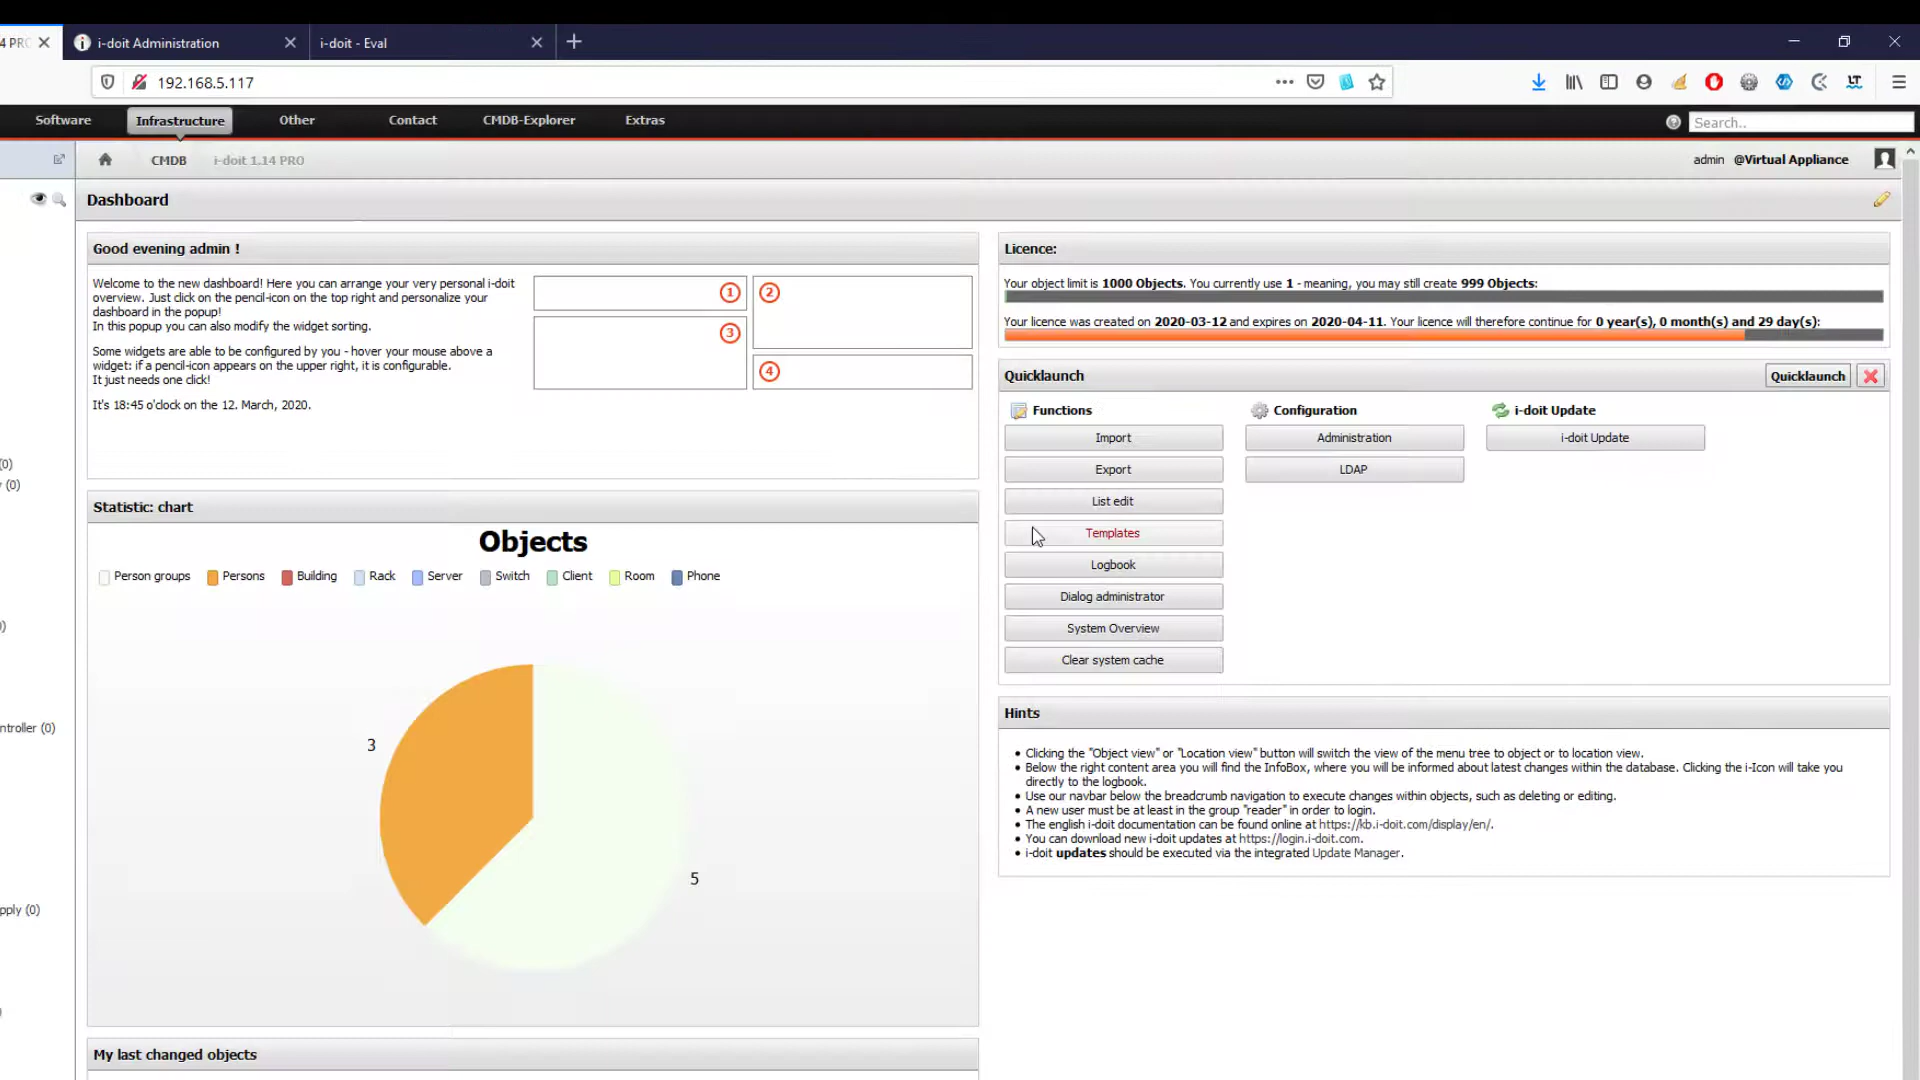 4 PRO
i-doit Administration
i-doit - Eval
192.168.5.117
Software
Infrastructure
Other
Contact
CMDB-Explorer
Extras
Search..
CMDB
i-doit 1.14 PRO
admin @Virtual Appliance
Dashboard
(0)
(0)
ntroller (0)
pply (0)
Good evening admin !
Welcome to the new dashboard! Here you can arrange your very personal i-doit
overview. Just click on the pencil-icon on the top right and personalize your
dashboard in the popup!
In this popup you can also modify the widget sorting.
Some widgets are able to be configured by you - hover your mouse above a
widget: if a pencil-icon appears on the upper right, it is configurable.
It just needs one click!
It's 18:45 o'clock on the 12. March, 2020.
1
2
3
4
Statistic: chart
Objects
Person groups
Persons
Building
Rack
Server
Switch
Client
Room
Phone
3
5
My last changed objects
Licence:
Your object limit is 1000 Objects. You currently use 1 - meaning, you may still create 999 Objects:
Your licence was created on 2020-03-12 and expires on 2020-04-11. Your licence will therefore continue for 0 year(s), 0 month(s) and 29 day(s):
Quicklaunch
Quicklaunch
Functions
Import
Export
List edit
Templates
Logbook
Dialog administrator
System Overview
Clear system cache
Configuration
Administration
LDAP
i-doit Update
i-doit Update
Hints
Clicking the "Object view" or "Location view" button will switch the view of the menu tree to object or to location view.
Below the right content area you will find the InfoBox, where you will be informed about latest changes within the database. Clicking the i-Icon will take you
directly to the logbook.
Use our navbar below the breadcrumb navigation to execute changes within objects, such as deleting or editing.
A new user must be at least in the group "reader" in order to login.
The english i-doit documentation can be found online at https://kb.i-doit.com/display/en/.
You can download new i-doit updates at https://login.i-doit.com.
i-doit updates should be executed via the integrated Update Manager.